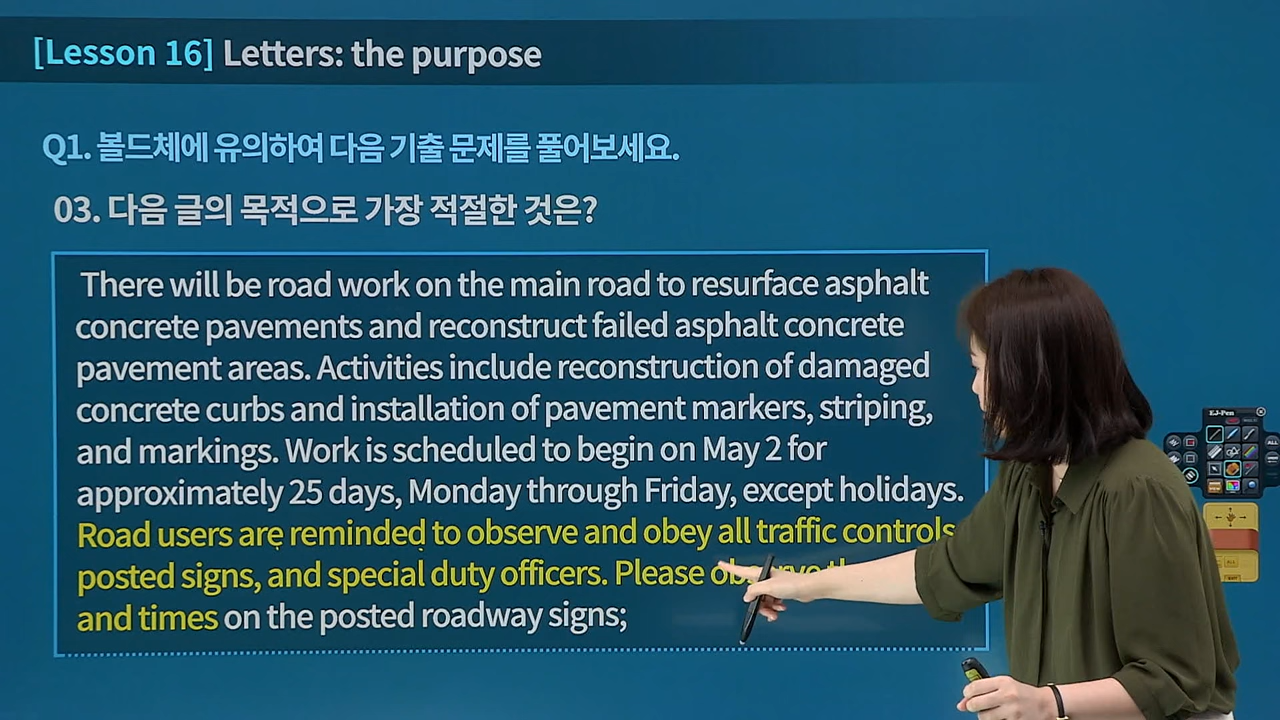 [Lesson 16] Letters: the purpose
Q1. 볼드체에 유의하여 다음 기출 문제를 풀어보세요.
03. 다음 글의 목적으로 가장 적절한 것은?
There will be road work on the main road to resurface asphalt
concrete pavements and reconstruct failed asphalt concrete
pavement areas. Activities include reconstruction of damaged
concrete curbs and installation of pavement markers, striping,
and markings. Work is scheduled to begin on May 2 for
approximately 25 days, Monday through Friday, except holidays.
Road users are reminded to observe and obey all traffic controls
posted signs, and special duty officers. Please observe
and times on the posted roadway signs;
EJ-Pen
ALL